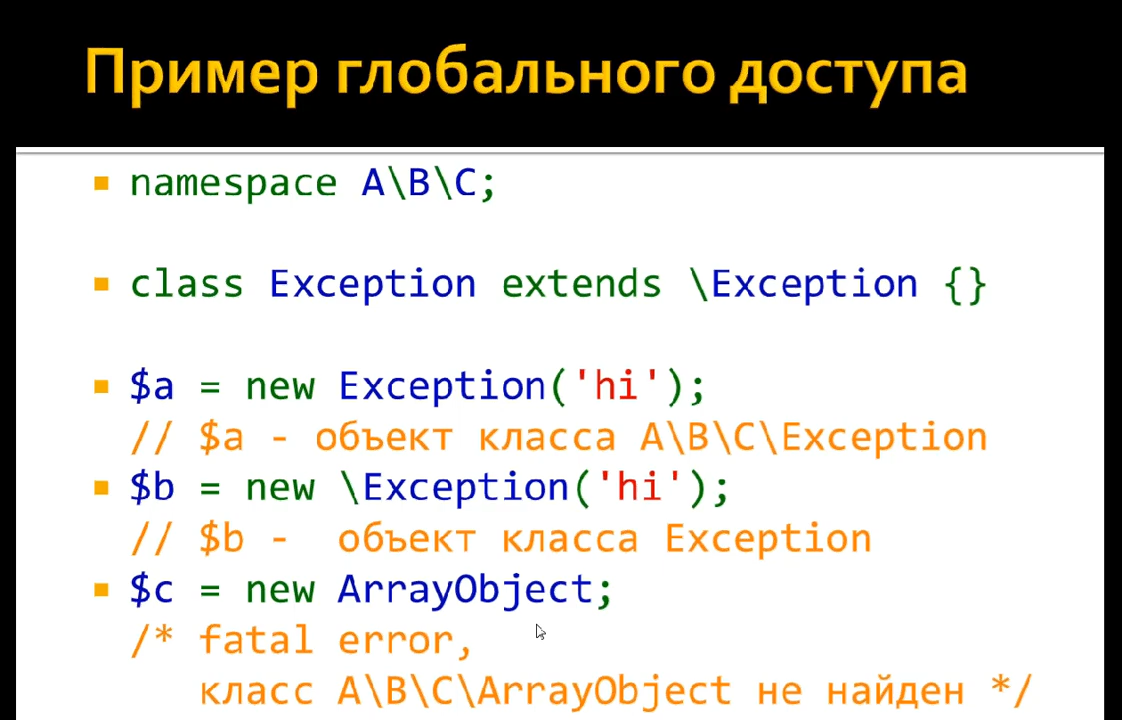 Пример глобального доступа
namespace A\B\C;
class Exception extends \Exception {}
$a = new Exception('hi');
// $a - объект класса A\B\C\Exception
$b = new \Exception('hi');
// $b -  объект класса Exception
$c = new ArrayObject;
/* fatal error,
класс A\B\C\ArrayObject не найден */